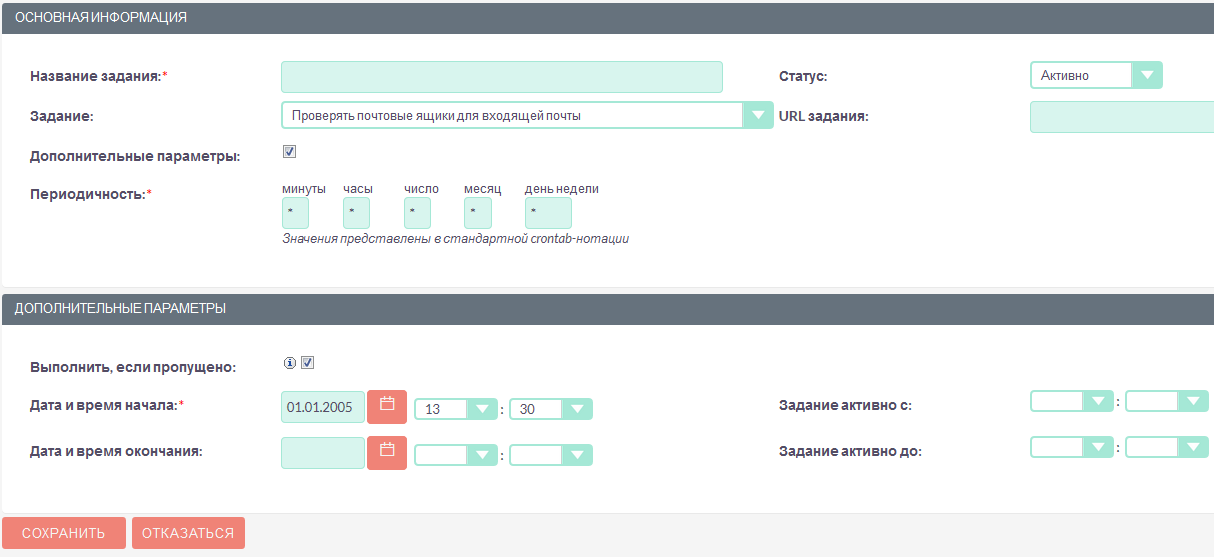 ОСНОВНАЯ ИНФОРМАЦИЯ
Название задания:* Статус: Активно
Задание: Проверять почтовые ящики для входящей почты URL задания:
Дополнительные параметры:
Периодичность:* минуты часы число месяц день недели
* * * * *
Значения представлены в стандартной crontab-нотации
ДОПОЛНИТЕЛЬНЫЕ ПАРАМЕТРЫ
Выполнить, если пропущено:
Дата и время начала:* 01.01.2005 13 : 30 Задание активно с: :
Дата и время окончания: : Задание активно до: :
СОХРАНИТЬ ОТКАЗАТЬСЯ